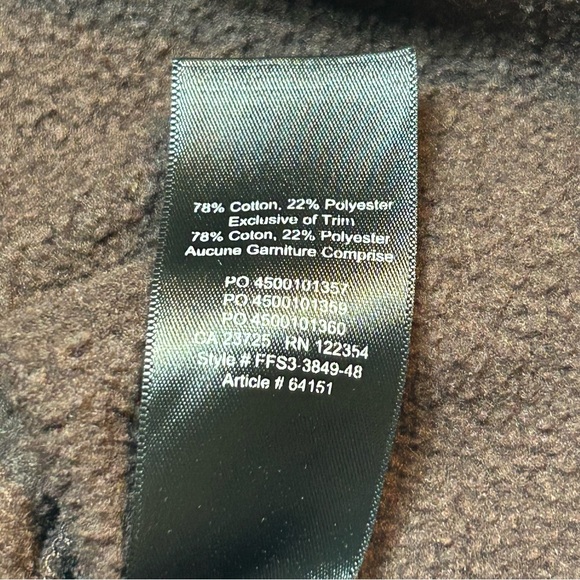 78% Cotton, 22% Polyester
Exclusive of Trim
78% Coton, 22% Polyester
Aucune Garniture Comprise
PO 4500101357
PO 4500101359
PO 4500101360
CA 23725 RN 122354
Style # FFS3-3849-48
Article # 64151